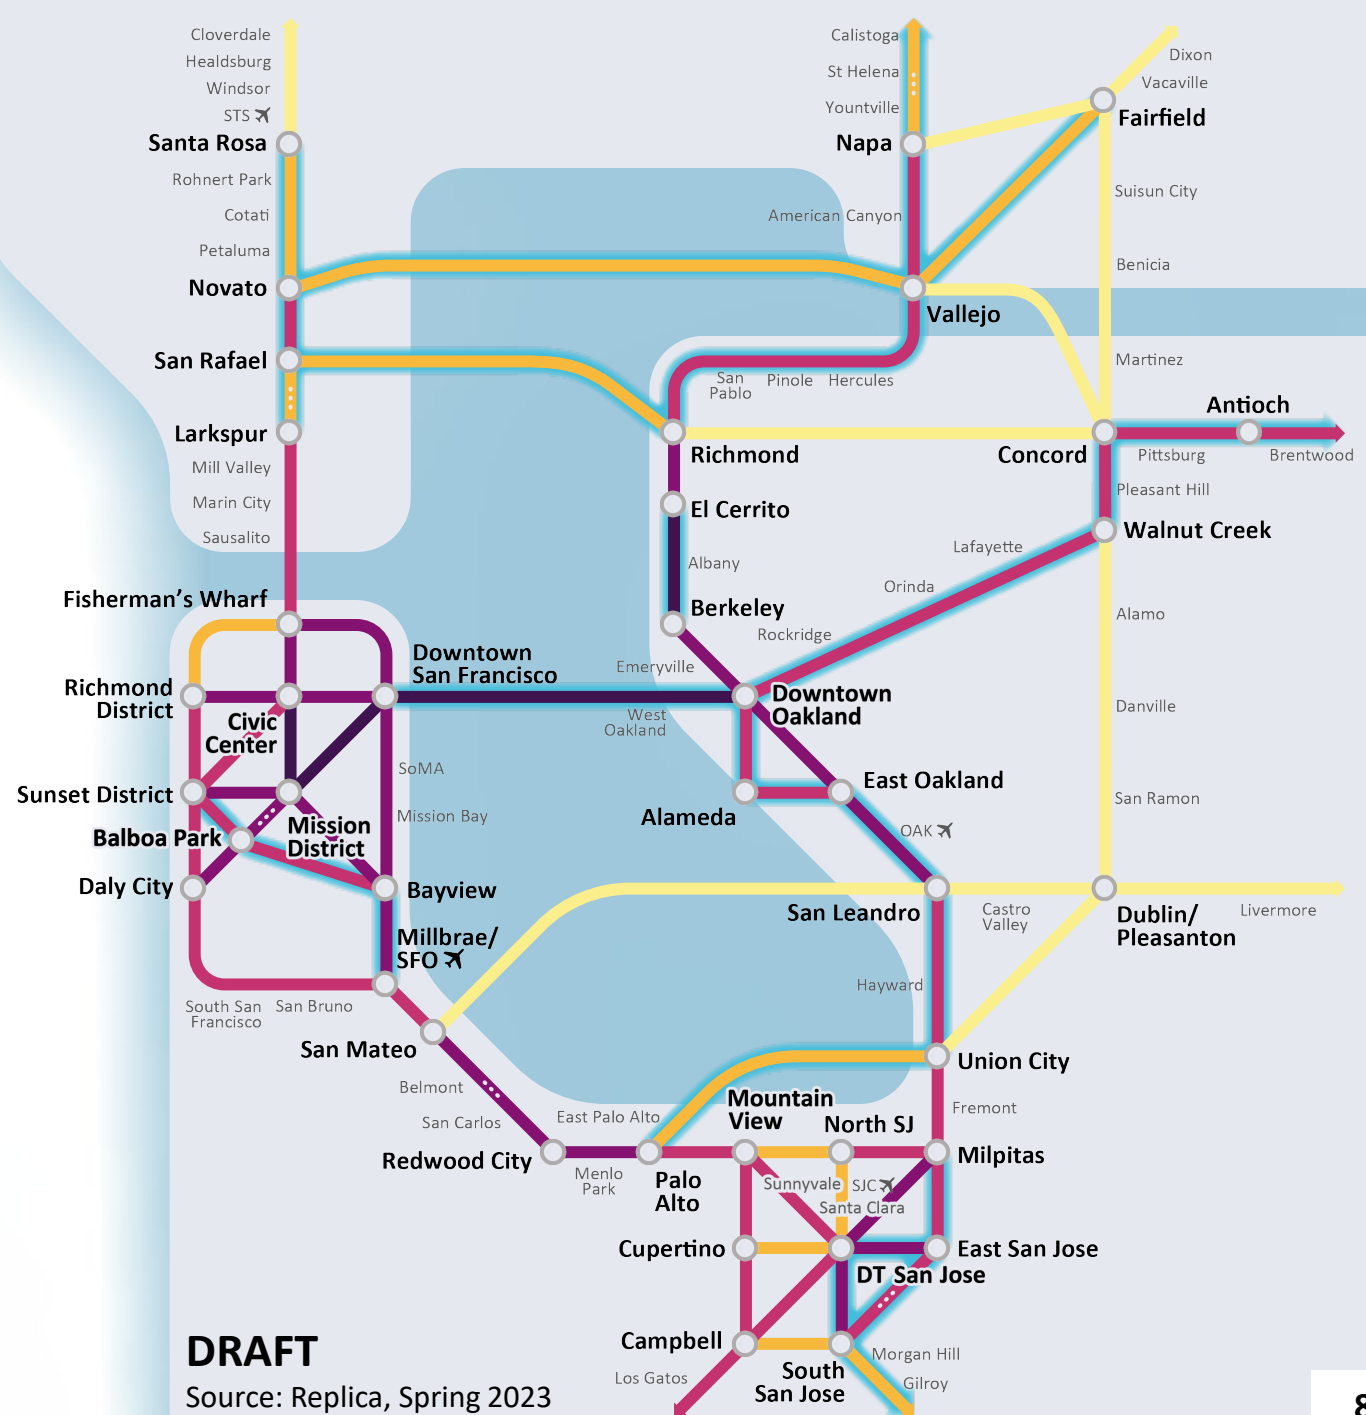 Cloverdale
Healdsburg
Windsor
STS
Santa Rosa
Rohnert Park
Cotati
Petaluma
Novato
San Rafael
Larkspur
Mill Valley
Marin City
Sausalito
Fisherman's Wharf
Calistoga
St Helena
Yountville
Napa
American Canyon
Vallejo
Dixon
Vacaville
Fairfield
Suisun City
Benicia
Martinez
San
Pablo
Pinole
Hercules
Richmond
Concord
Antioch
Pittsburg
Brentwood
Pleasant Hill
Walnut Creek
El Cerrito
Albany
Berkeley
Lafayette
Orinda
Rockridge
Emeryville
Alamo
Danville
San Ramon
Downtown
San Francisco
West
Oakland
Downtown
Oakland
Richmond
District
Civic
Center
SoMA
Mission Bay
Sunset District
Balboa Park
Mission
District
Daly City
Bayview
Millbrae/
SFO
South San
Francisco
San Bruno
San Mateo
Alameda
East Oakland
OAK
San Leandro
Castro
Valley
Dublin/
Pleasanton
Livermore
Hayward
Union City
Fremont
Belmont
San Carlos
Redwood City
East Palo Alto
Menlo
Park
Palo
Alto
Mountain
View
North SJ
Milpitas
Sunnyvale
SJC
Santa Clara
Cupertino
East San Jose
DT San Jose
Campbell
Los Gatos
South
San Jose
Morgan Hill
Gilroy
DRAFT
Source: Replica, Spring 2023